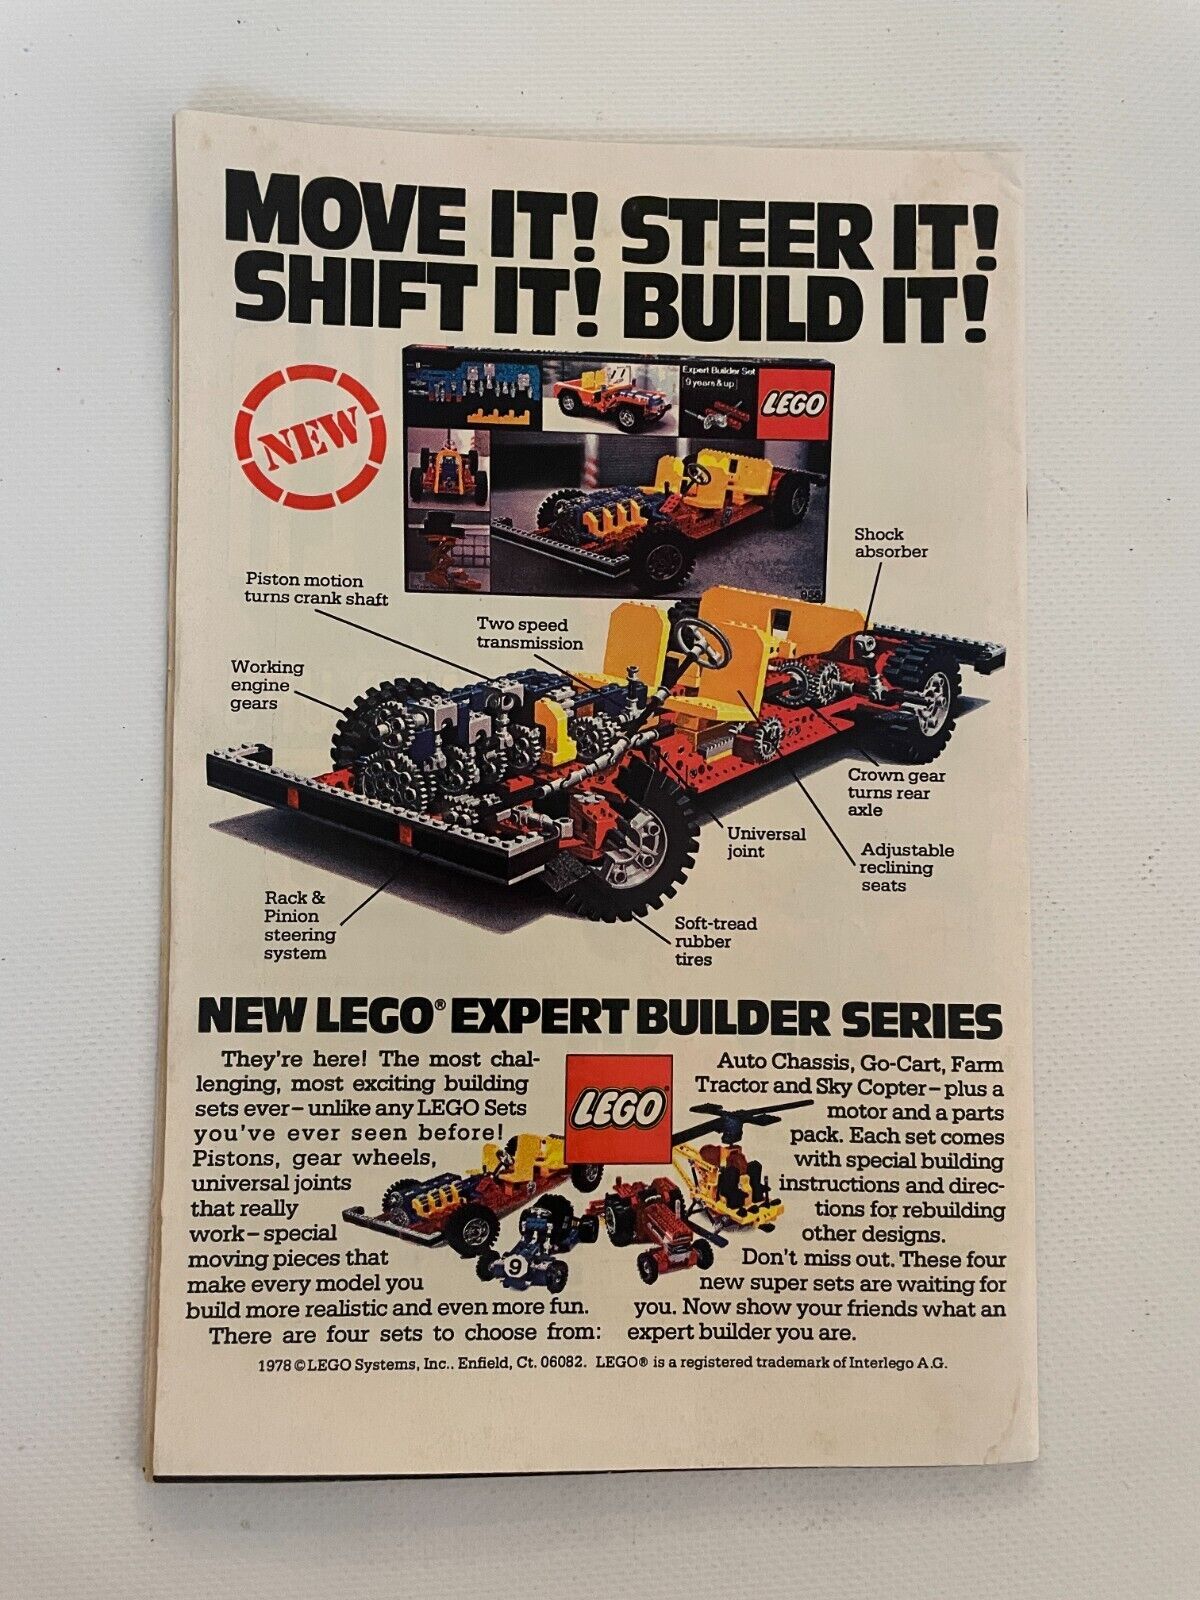 MOVE IT! STEER IT!
SHIFT IT! BUILD IT!
NEW
Expert Builder Set
9 years & up
LEGO
956
Shock
absorber
Piston motion
turns crank shaft
Two speed
transmission
Working
engine
gears
Crown gear
turns rear
axle
Universal
joint
Adjustable
reclining
seats
Rack &
Pinion
steering
system
Soft-tread
rubber
tires
NEW LEGO® EXPERT BUILDER SERIES
They're here! The most chal-
lenging, most exciting building
sets ever–unlike any LEGO Sets
you've ever seen before!
Pistons, gear wheels,
universal joints
that really
work–special
moving pieces that
make every model you
build more realistic and even more fun.
There are four sets to choose from:
LEGO®
9
Auto Chassis, Go-Cart, Farm
Tractor and Sky Copter–plus a
motor and a parts
pack. Each set comes
with special building
instructions and direc-
tions for rebuilding
other designs.
Don't miss out. These four
new super sets are waiting for
you. Now show your friends what an
expert builder you are.
1978 © LEGO Systems, Inc.. Enfield, Ct. 06082. LEGO® is a registered trademark of Interlego A.G.